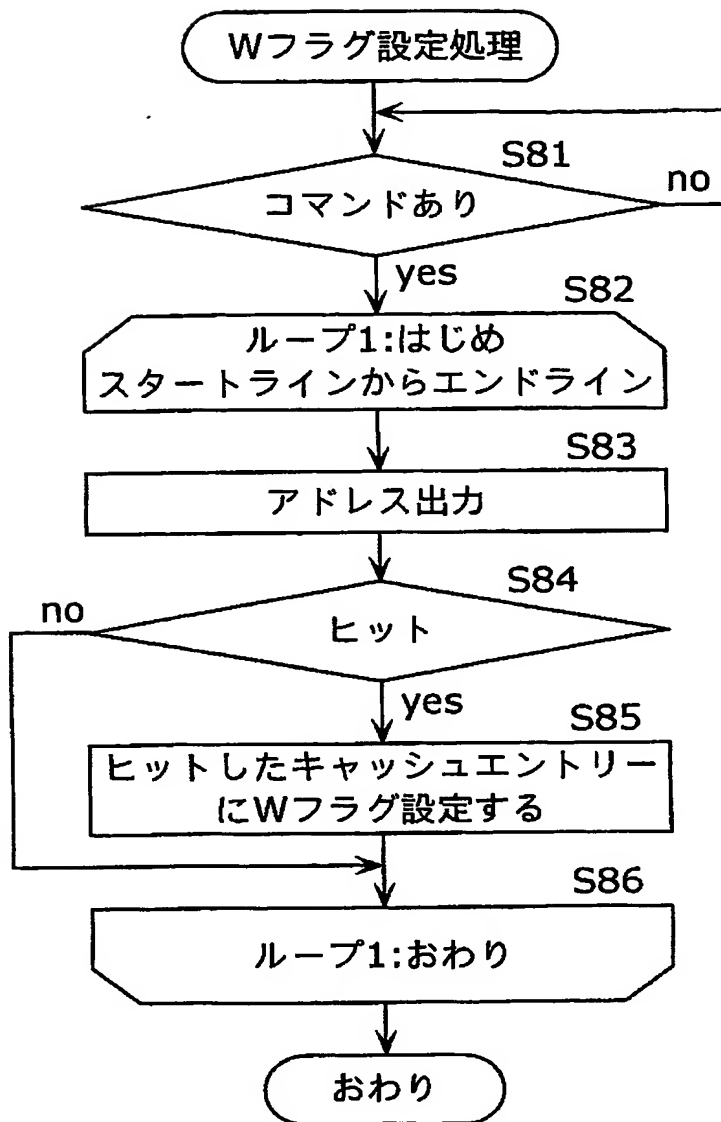 Wフラグ設定処理
S81
コマンドあり
no
yes
S82
ループ1:はじめ
スタートラインからエンドライン
S83
アドレス出力
S84
no
ヒット
yes
S85
ヒットしたキャッシュエントリー
にWフラグ設定する
S86
ループ1:おわり
おわり